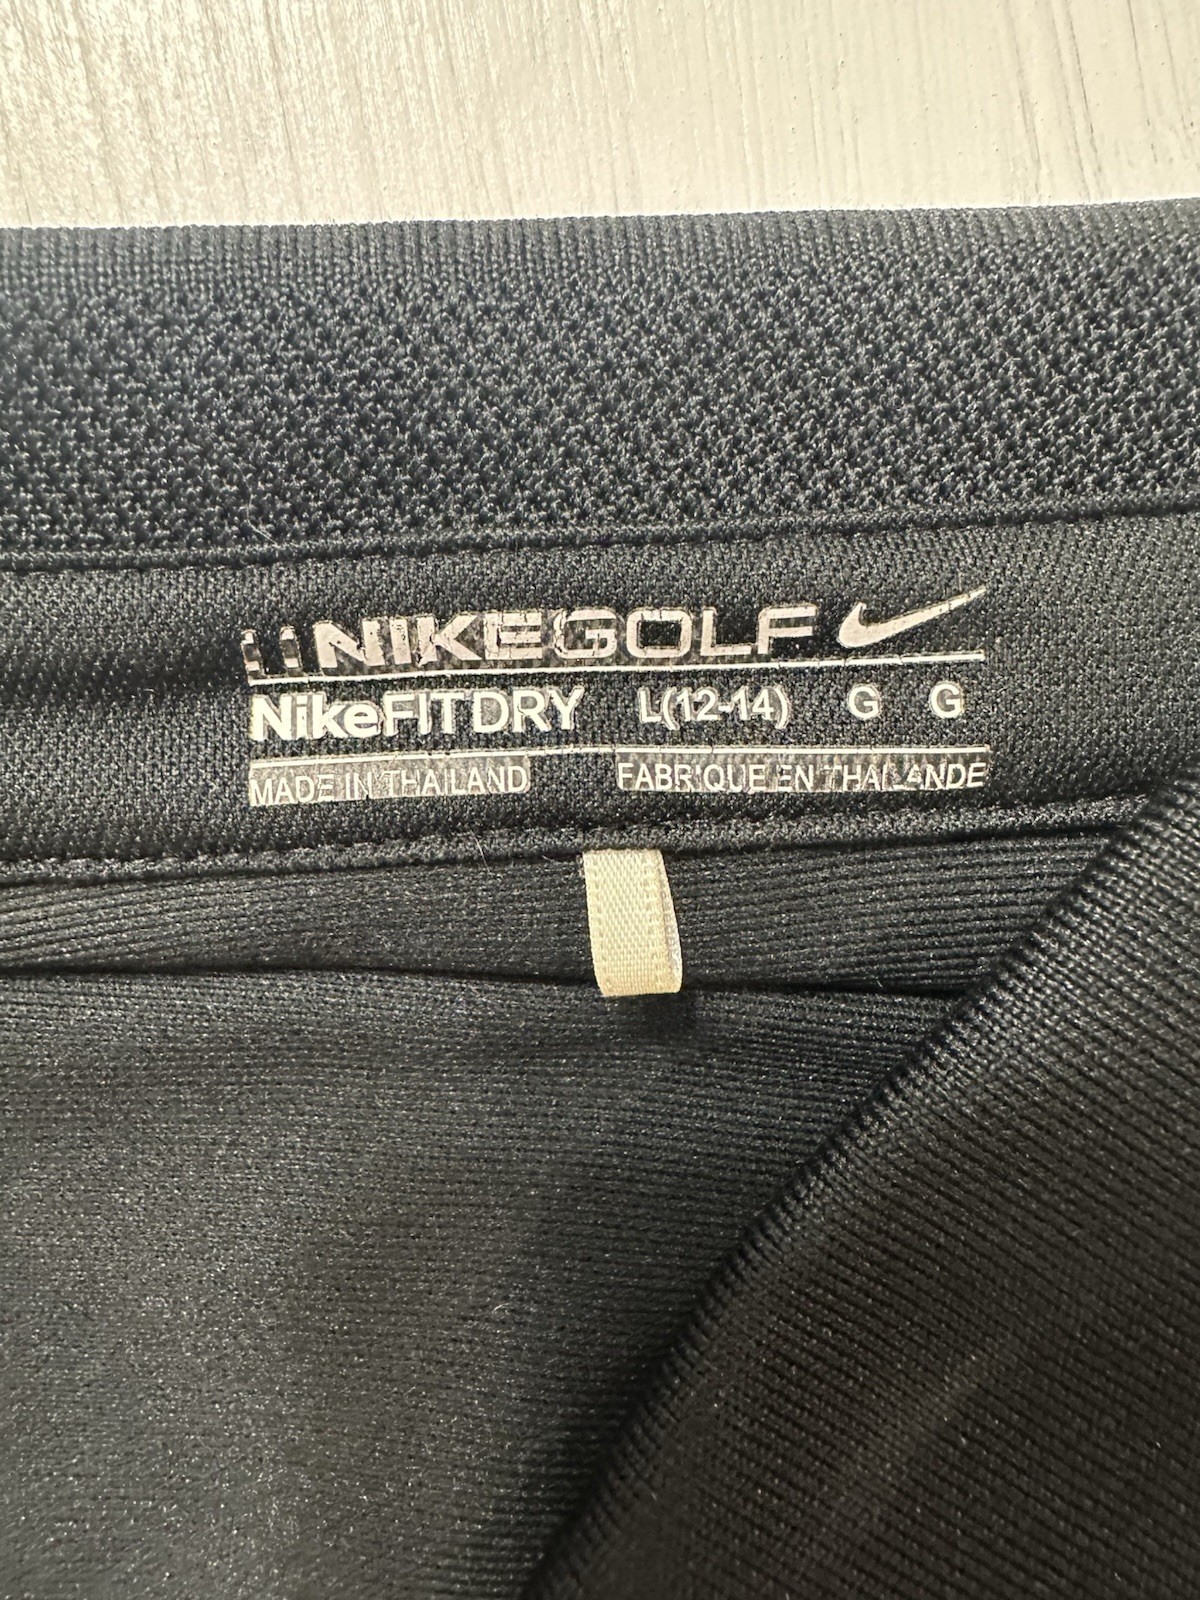 NIKEGOLF
NikeFITDRY L(12-14) G G
MADE IN THAILAND FABRIQUE EN THAILANDE